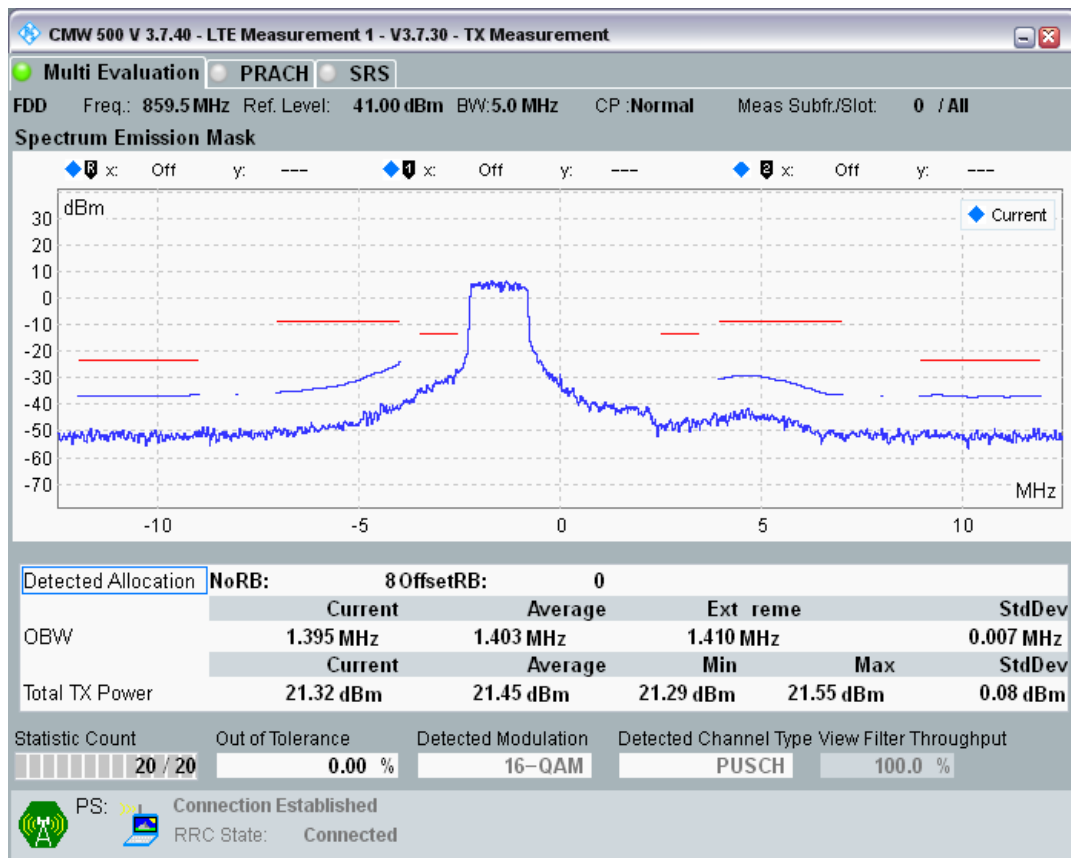 CMW 500 V 3.7.40 - LTE Measurement 1 - V3.7.30 - TX Measurement
Multi Evaluation PRACH SRS
FDD Freq.: 859.5 MHz Ref. Level: 41.00 dBm BW:5.0 MHz CP :Normal Meas Subfr./Slot: 0 / All
Spectrum Emission Mask
R x: Off y: --- 1 x: Off y: --- 2 x: Off y: ---
dBm
Current
30
20
10
0
-10
-20
-30
-40
-50
-60
-70
MHz
-10 -5 0 5 10
Detected Allocation NoRB: 8 OffsetRB: 0
Current Average Ext reme StdDev
OBW 1.395 MHz 1.403 MHz 1.410 MHz 0.007 MHz
Current Average Min Max StdDev
Total TX Power 21.32 dBm 21.45 dBm 21.29 dBm 21.55 dBm 0.08 dBm
Statistic Count Out of Tolerance Detected Modulation Detected Channel Type View Filter Throughput
20 / 20 0.00 % 16-QAM PUSCH 100.0 %
PS: Connection Established
RRC State: Connected